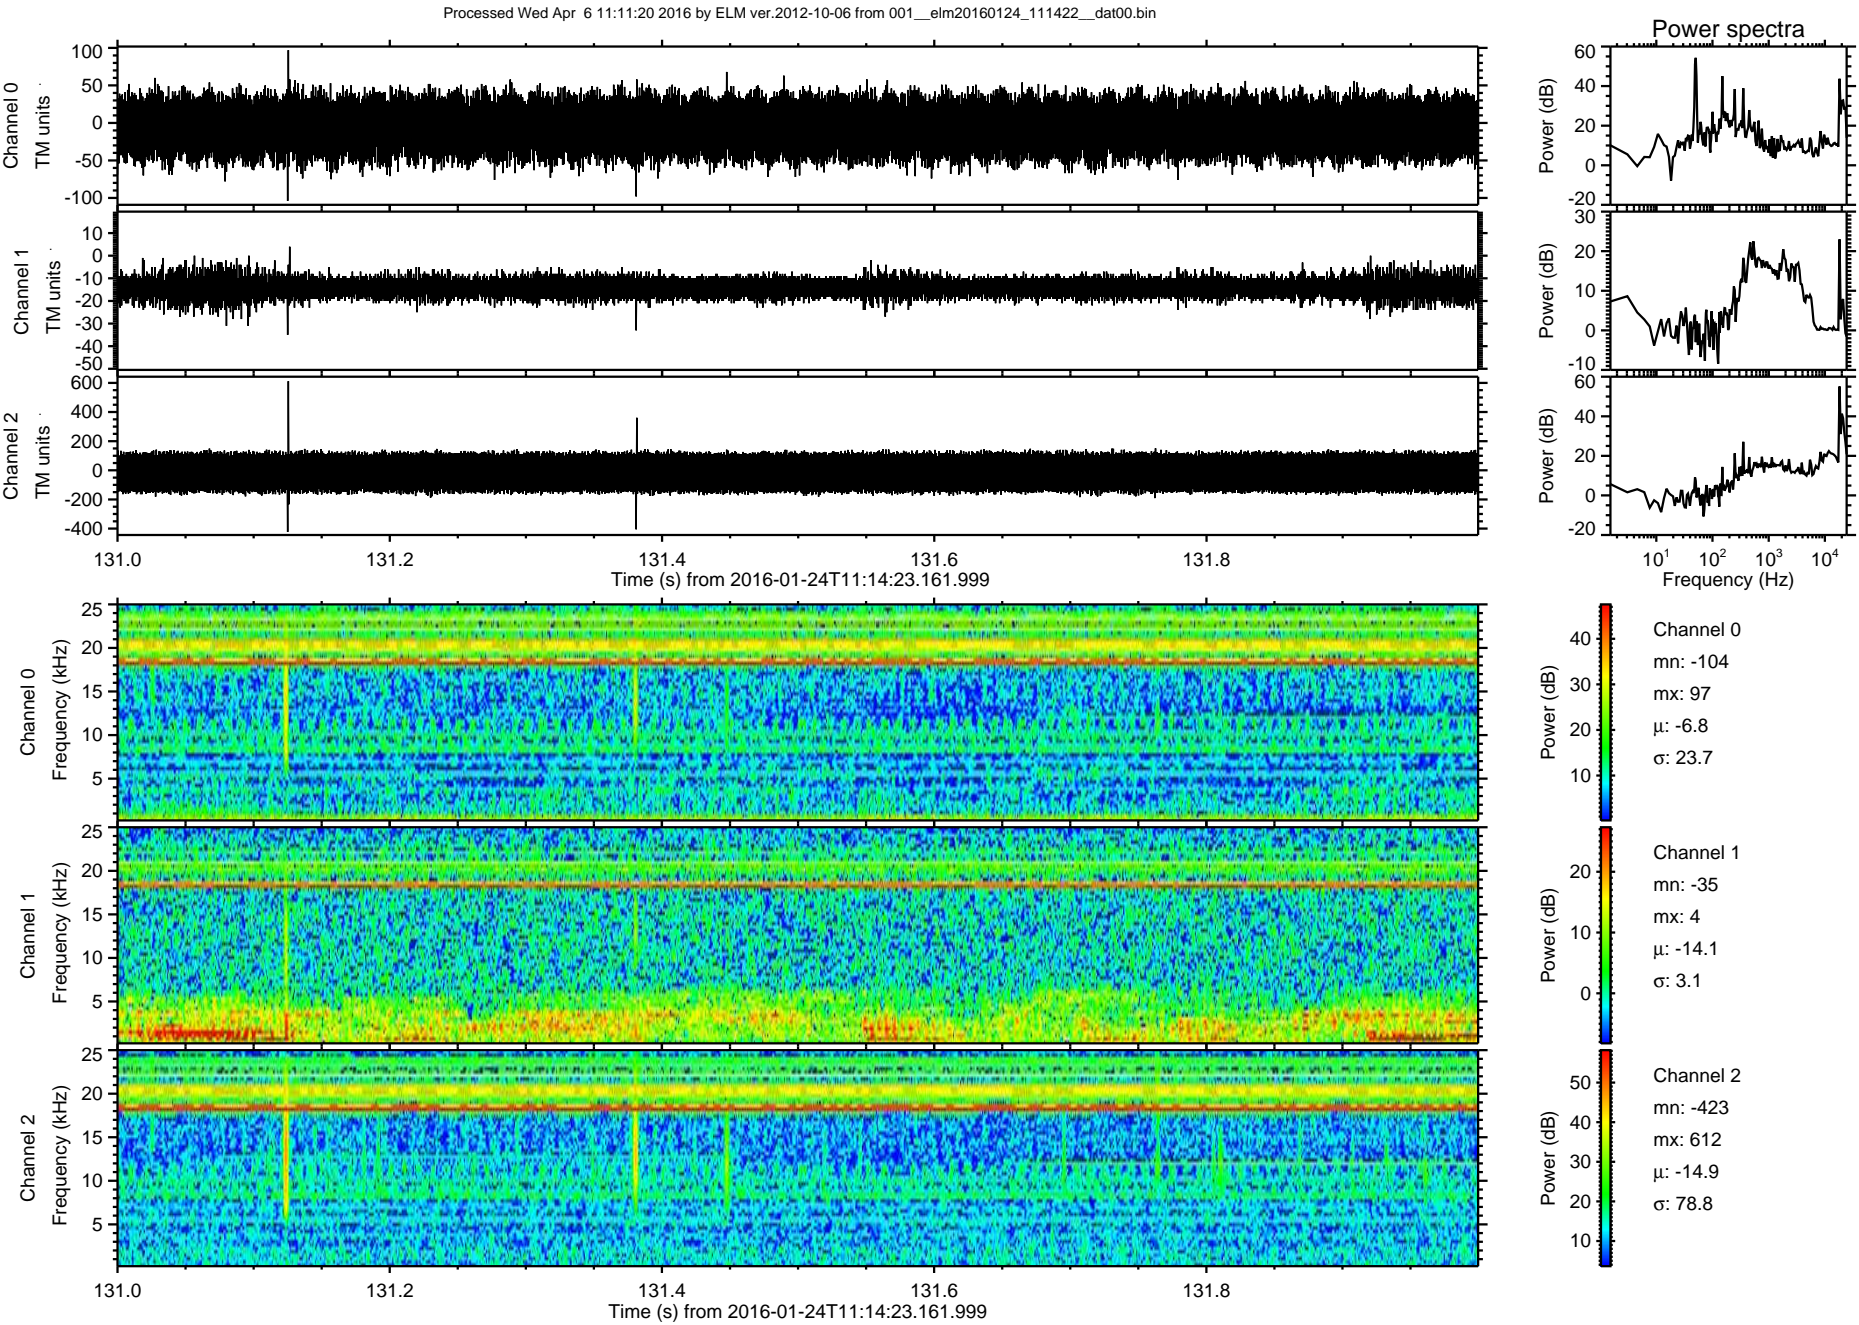 Processed Wed Apr  6 11:11:20 2016 by ELM ver.2012-10-06 from 001__elm20160124_111422__dat00.bin
Power spectra
Channel 0
TM units
100
50
0
-50
-100
Power (dB)
60
40
20
0
-20
Channel 1
TM units
10
0
-10
-20
-30
-40
-50
Power (dB)
30
20
10
0
-10
Channel 2
TM units
600
400
200
0
-200
-400
Power (dB)
60
40
20
0
-20
131.0 131.2 131.4 131.6 131.8
Time (s) from 2016-01-24T11:14:23.161.999
10^1 10^2 10^3 10^4
Frequency (Hz)
Channel 0
Frequency (kHz)
25
20
15
10
5
Power (dB)
40
30
20
10
Channel 0
mn: -104
mx: 97
μ: -6.8
σ: 23.7
Channel 1
Frequency (kHz)
25
20
15
10
5
Power (dB)
20
10
0
Channel 1
mn: -35
mx: 4
μ: -14.1
σ: 3.1
Channel 2
Frequency (kHz)
25
20
15
10
5
Power (dB)
50
40
30
20
10
Channel 2
mn: -423
mx: 612
μ: -14.9
σ: 78.8
131.0 131.2 131.4 131.6 131.8
Time (s) from 2016-01-24T11:14:23.161.999